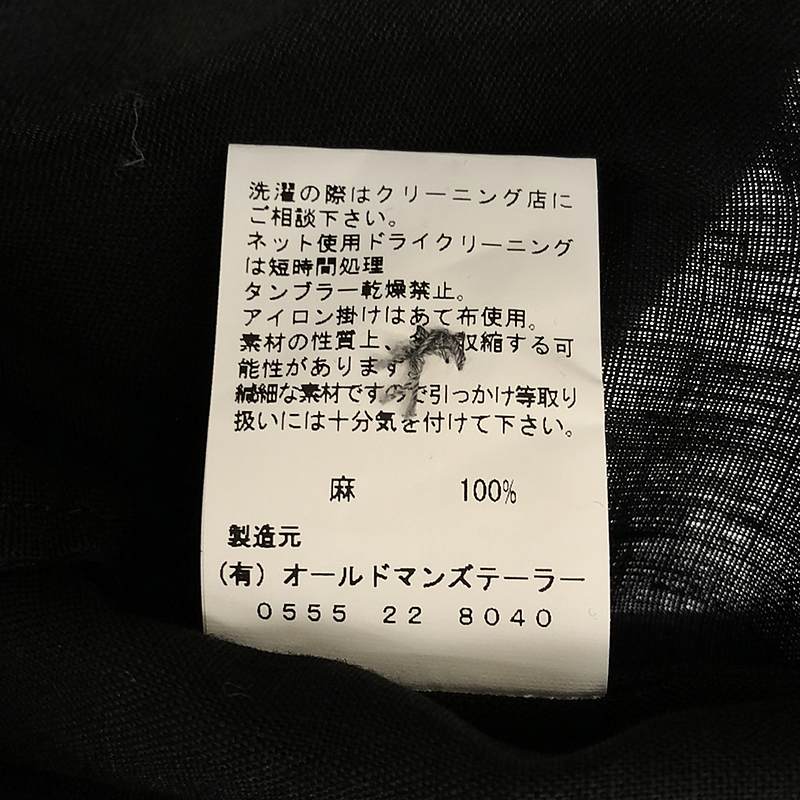 洗濯の際はクリーニング店に
ご相談下さい。
ネット使用ドライクリーニング
は短時間処理
タンブラー乾燥禁止。
アイロン掛けはあて布使用。
素材の性質上、 収縮する可
能性があります
繊細な素材ですので引っかけ等取り
扱いには十分気を付けて下さい。
麻 100%
製造元
(有) オールドマンズテーラー
0555 22 8040